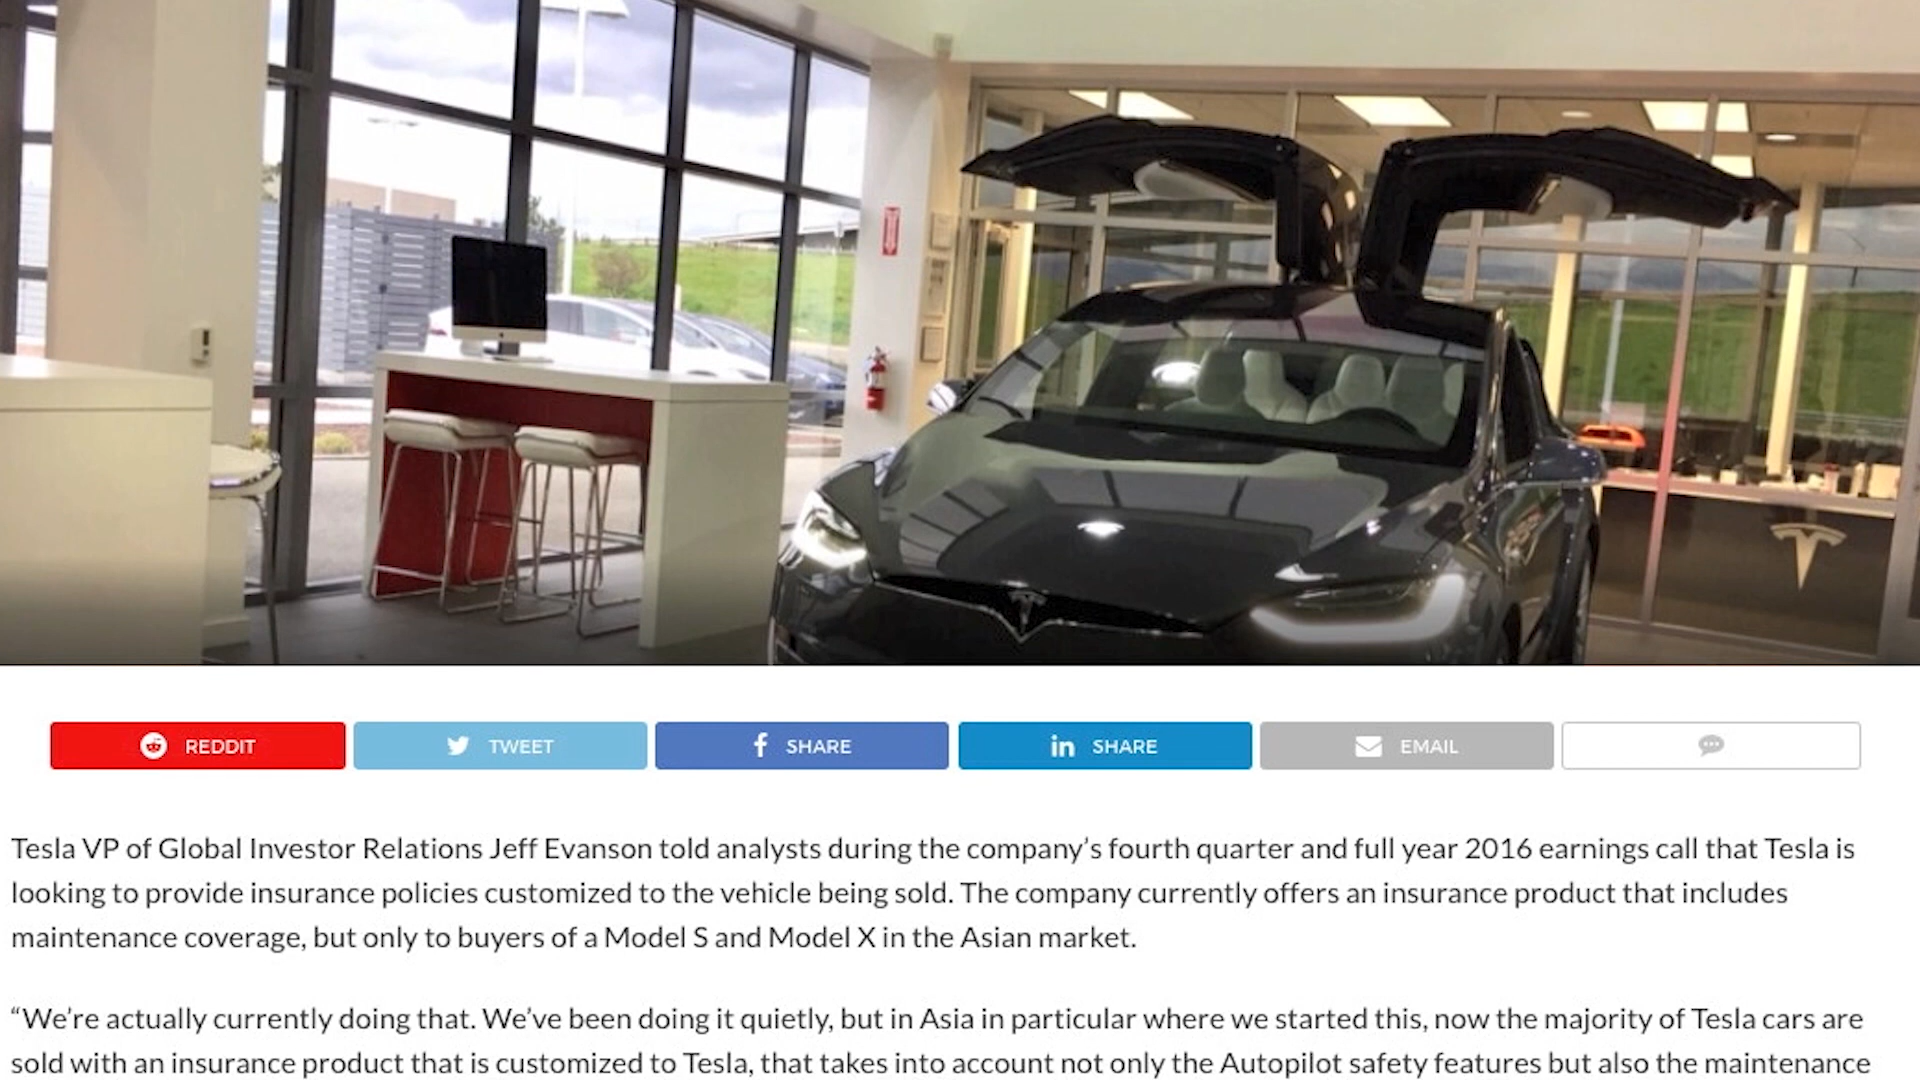 REDDIT
TWEET
SHARE
SHARE
EMAIL
Tesla VP of Global Investor Relations Jeff Evanson told analysts during the company’s fourth quarter and full year 2016 earnings call that Tesla is
looking to provide insurance policies customized to the vehicle being sold. The company currently offers an insurance product that includes
maintenance coverage, but only to buyers of a Model S and Model X in the Asian market.
“We’re actually currently doing that. We’ve been doing it quietly, but in Asia in particular where we started this, now the majority of Tesla cars are
sold with an insurance product that is customized to Tesla, that takes into account not only the Autopilot safety features but also the maintenance